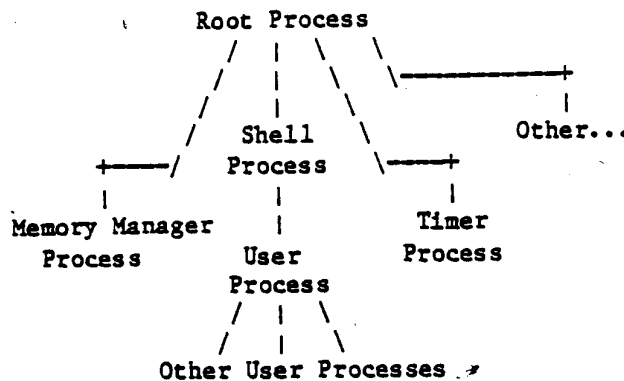 Root Process
Other...
Shell
Process
Memory Manager
Process
Timer
Process
User
Process
Other User Processes